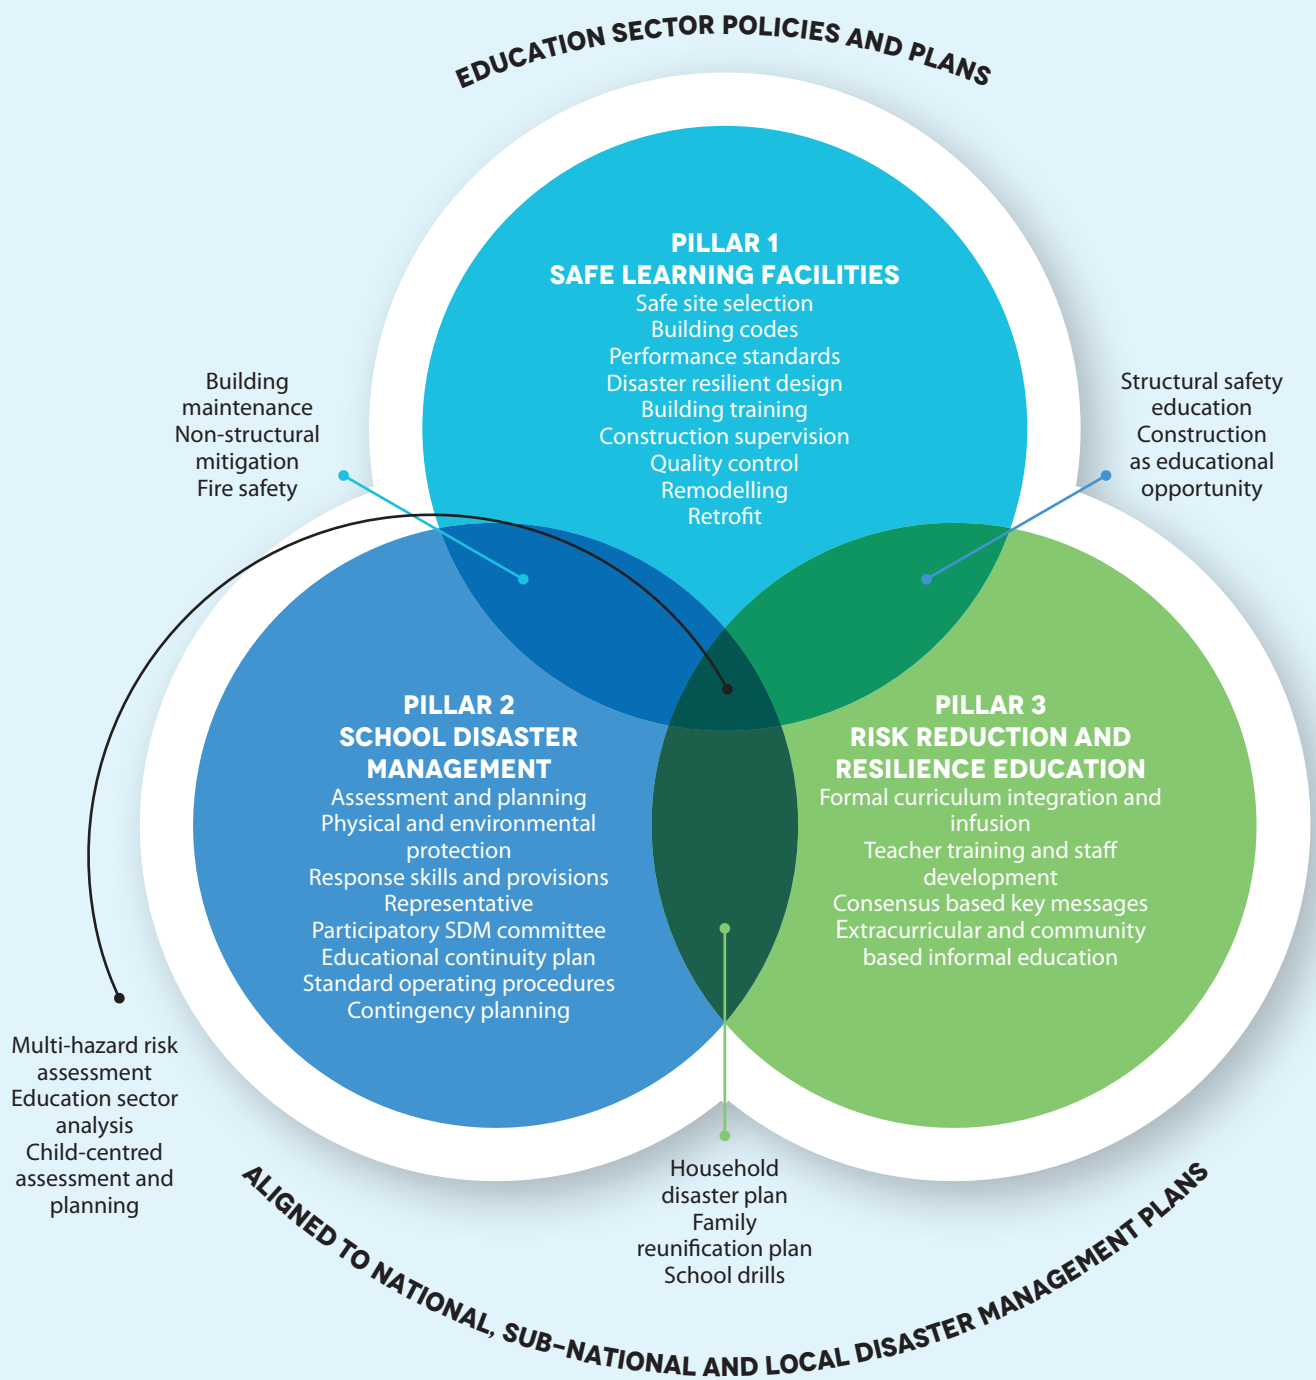 EDUCATION SECTOR POLICIES AND PLANS
PILLAR 1
SAFE LEARNING FACILITIES
Safe site selection
Building codes
Performance standards
Disaster resilient design
Building training
Construction supervision
Quality control
Remodelling
Retrofit
Building
maintenance
Non-structural
mitigation
Fire safety
Structural safety
education
Construction
as educational
opportunity
PILLAR 2
SCHOOL DISASTER
MANAGEMENT
Assessment and planning
Physical and environmental
protection
Response skills and provisions
Representative
Participatory SDM committee
Educational continuity plan
Standard operating procedures
Contingency planning
PILLAR 3
RISK REDUCTION AND
RESILIENCE EDUCATION
Formal curriculum integration and
infusion
Teacher training and staff
development
Consensus based key messages
Extracurricular and community
based informal education
Multi-hazard risk
assessment
Education sector
analysis
Child-centred
assessment and
planning
Household
disaster plan
Family
reunification plan
School drills
ALIGNED TO NATIONAL, SUB-NATIONAL AND LOCAL DISASTER MANAGEMENT PLANS